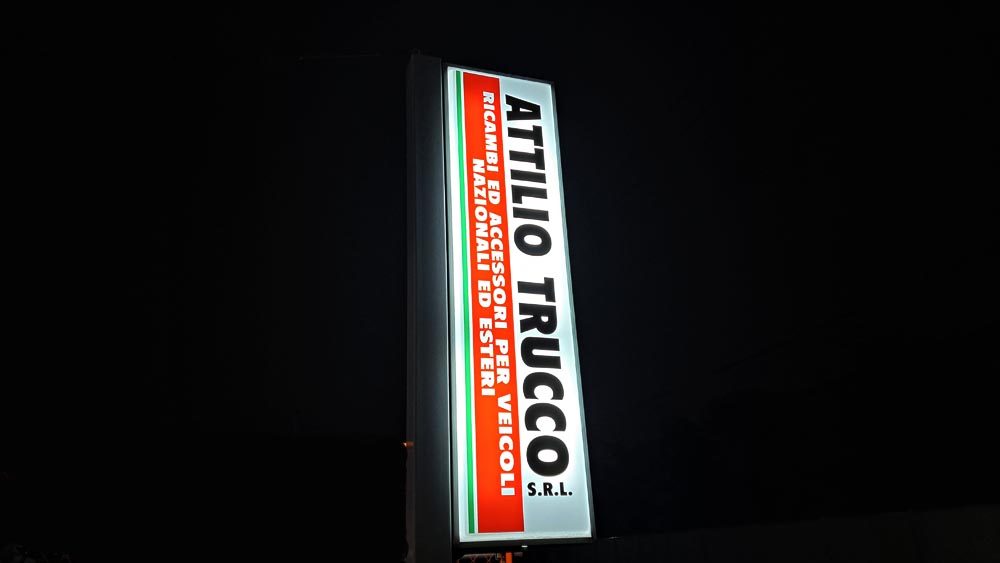 ATTILIO TRUCCO
S.R.L.
RICAMBI ED ACCESSORI PER VEICOLI
NAZIONALI ED ESTERI